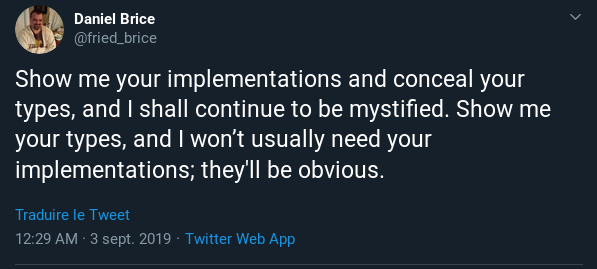 Daniel Brice
@fried_brice
Show me your implementations and conceal your
types, and I shall continue to be mystified. Show me
your types, and I won’t usually need your
implementations; they'll be obvious.
Traduire le Tweet
12:29 AM · 3 sept. 2019 · Twitter Web App